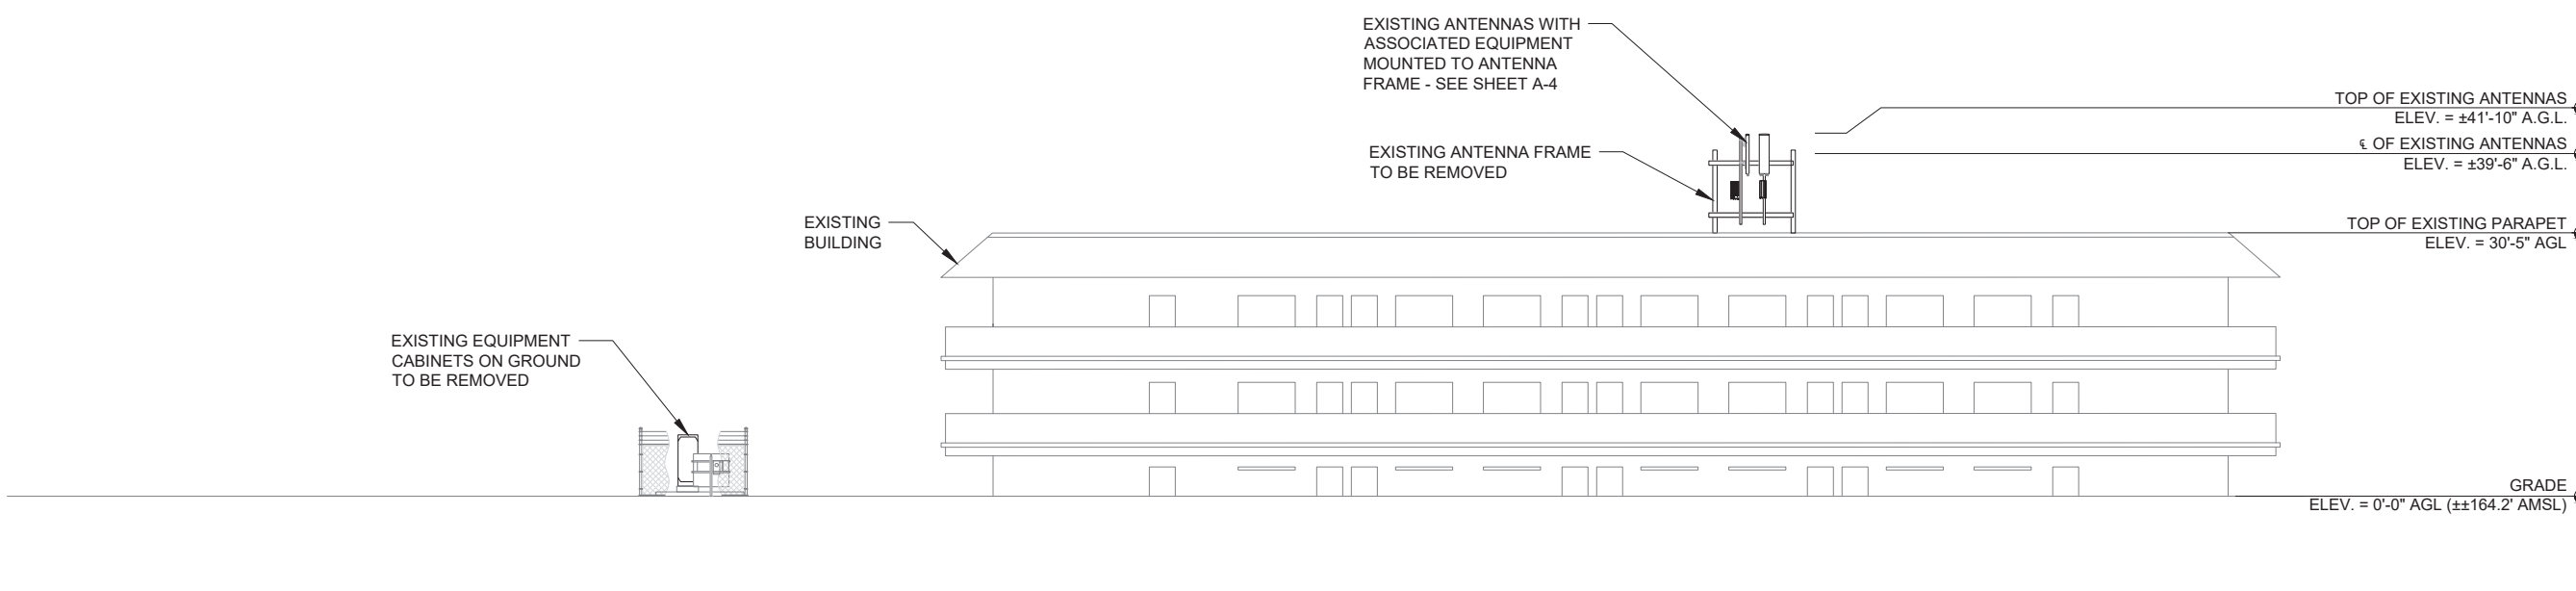 EXISTING ANTENNAS WITH
ASSOCIATED EQUIPMENT
MOUNTED TO ANTENNA
FRAME - SEE SHEET A-4
TOP OF EXISTING ANTENNAS
ELEV. = ±41'-10" A.G.L.
℄ OF EXISTING ANTENNAS
ELEV. = ±39'-6" A.G.L.
EXISTING ANTENNA FRAME
TO BE REMOVED
EXISTING
BUILDING
TOP OF EXISTING PARAPET
ELEV. = 30'-5" AGL
EXISTING EQUIPMENT
CABINETS ON GROUND
TO BE REMOVED
GRADE
ELEV. = 0'-0" AGL (±±164.2' AMSL)